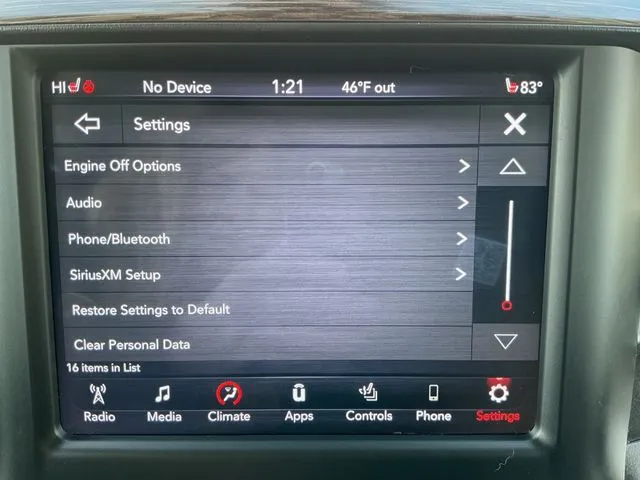 HI No Device 1:21 46°F out 83°
Settings
Engine Off Options
Audio
Phone/Bluetooth
SiriusXM Setup
Restore Settings to Default
Clear Personal Data
16 items in List
Radio Media Climate Apps Controls Phone Settings